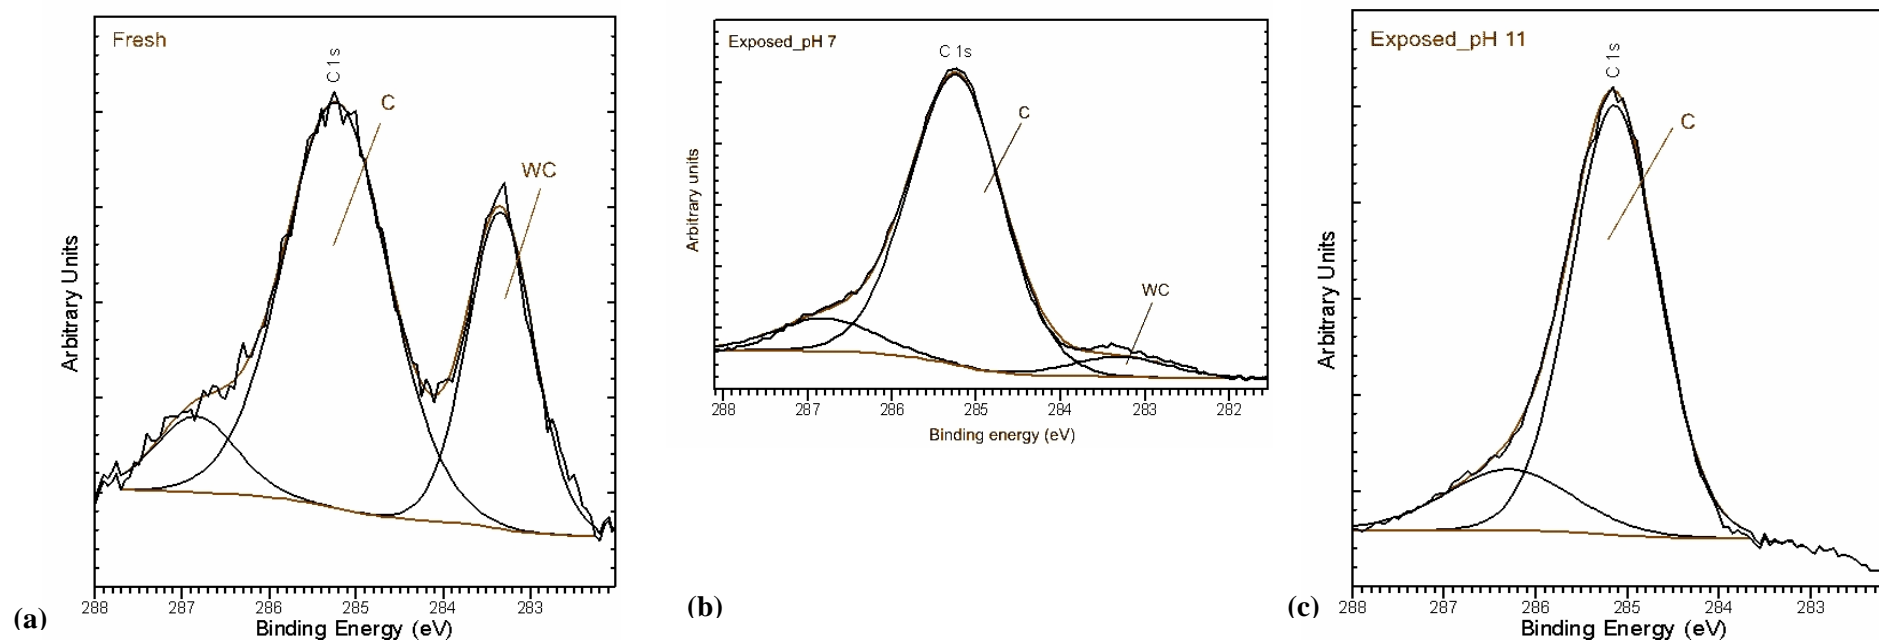 Fresh
C 1s
C
WC
Arbitrary Units
288 287 286 285 284 283
Binding Energy (eV)
(a)
Exposed_pH 7
C 1s
C
WC
Arbitrary units
288 287 286 285 284 283 282
Binding energy (eV)
(b)
Exposed_pH 11
C 1s
C
Arbitrary Units
288 287 286 285 284 283
Binding Energy (eV)
(c)